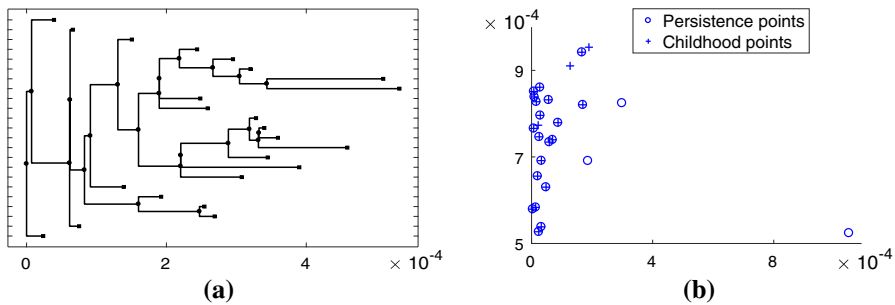 × 10⁻⁴
○ Persistence points
+ Childhood points
9
7
5
0 2 4 × 10⁻⁴
0 4 8 × 10⁻⁴
(a) (b)